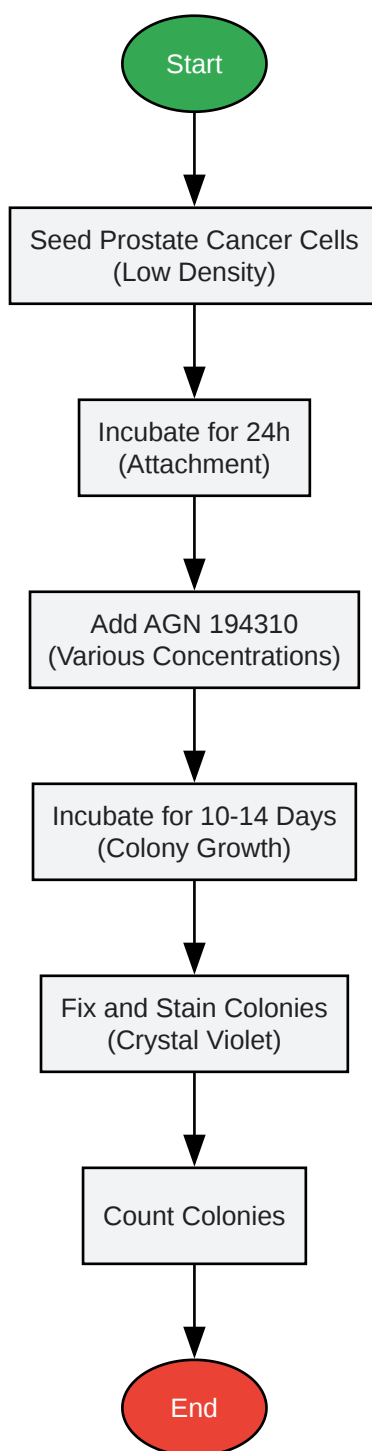 Start
Seed Prostate Cancer Cells
(Low Density)
Incubate for 24h
(Attachment)
Add AGN 194310
(Various Concentrations)
Incubate for 10-14 Days
(Colony Growth)
Fix and Stain Colonies
(Crystal Violet)
Count Colonies
End